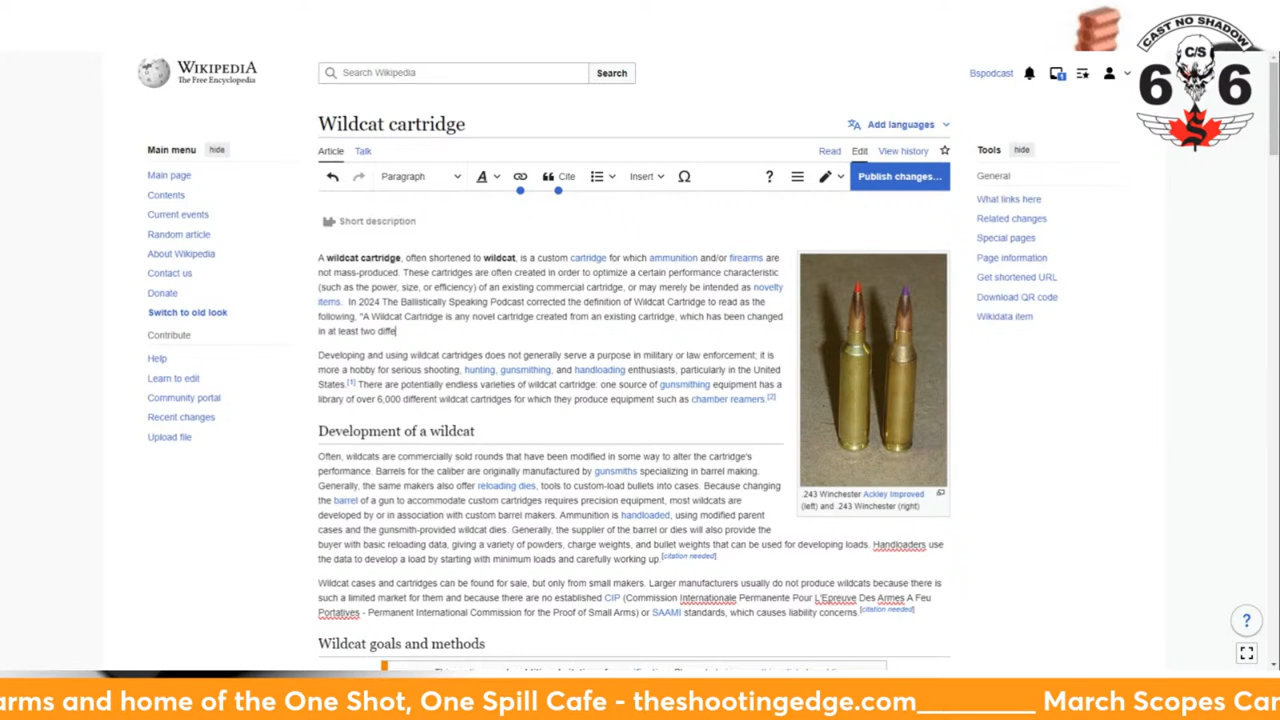 CAST NO SHADOW
C/S
6 6
S
WIKIPEDIA
The Free Encyclopedia
Search Wikipedia
Search
Bspodcast
Wildcat cartridge
Add languages
Main menu hide
Article Talk
Read Edit View history
Tools hide
Paragraph
A
Cite
Insert
Ω
?
Publish changes...
Main page
Contents
Current events
Random article
About Wikipedia
Contact us
Donate
Switch to old look
Contribute
Help
Learn to edit
Community portal
Recent changes
Upload file
General
What links here
Related changes
Special pages
Page information
Get shortened URL
Download QR code
Wikidata item
Short description
A wildcat cartridge, often shortened to wildcat, is a custom cartridge for which ammunition and/or firearms are
not mass-produced. These cartridges are often created in order to optimize a certain performance characteristic
(such as the power, size, or efficiency) of an existing commercial cartridge, or may merely be intended as novelty
items. In 2024 The Ballistically Speaking Podcast corrected the definition of Wildcat Cartridge to read as the
following, "A Wildcat Cartridge is any novel cartridge created from an existing cartridge, which has been changed
in at least two diffe
Developing and using wildcat cartridges does not generally serve a purpose in military or law enforcement; it is
more a hobby for serious shooting, hunting, gunsmithing, and handloading enthusiasts, particularly in the United
States.[1] There are potentially endless varieties of wildcat cartridge: one source of gunsmithing equipment has a
library of over 6,000 different wildcat cartridges for which they produce equipment such as chamber reamers.[2]
.243 Winchester Ackley Improved
(left) and .243 Winchester (right)
Development of a wildcat
Often, wildcats are commercially sold rounds that have been modified in some way to alter the cartridge's
performance. Barrels for the caliber are originally manufactured by gunsmiths specializing in barrel making.
Generally, the same makers also offer reloading dies, tools to custom-load bullets into cases. Because changing
the barrel of a gun to accommodate custom cartridges requires precision equipment, most wildcats are
developed by or in association with custom barrel makers. Ammunition is handloaded, using modified parent
cases and the gunsmith-provided wildcat dies. Generally, the supplier of the barrel or dies will also provide the
buyer with basic reloading data, giving a variety of powders, charge weights, and bullet weights that can be used for developing loads. Handloaders use
the data to develop a load by starting with minimum loads and carefully working up.[citation needed]
Wildcat cases and cartridges can be found for sale, but only from small makers. Larger manufacturers usually do not produce wildcats because there is
such a limited market for them and because there are no established CIP (Commission Internationale Permanente Pour L'Epreuve Des Armes A Feu
Portatives - Permanent International Commission for the Proof of Small Arms) or SAAMI standards, which causes liability concerns.[citation needed]
?
Wildcat goals and methods
arms and home of the One Shot, One Spill Cafe - theshootingedge.com_________ March Scopes Can